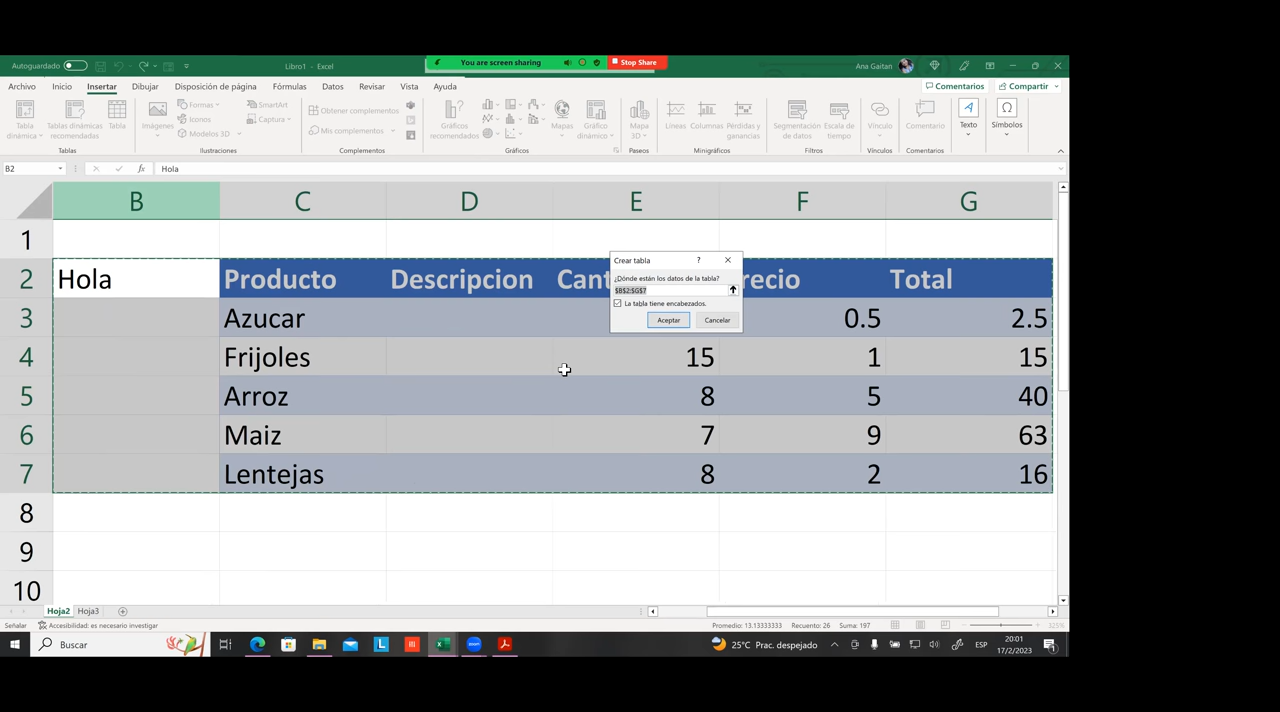 Autoguardado
Libro1 - Excel
You are screen sharing
Stop Share
Ana Gaitan
Archivo Inicio Insertar Dibujar Disposición de página Fórmulas Datos Revisar Vista Ayuda
Comentarios Compartir
Tabla dinámica
Tablas dinámicas recomendadas
Tabla
Tablas
Imágenes
Formas
Iconos
Modelos 3D
SmartArt
Captura
Ilustraciones
Obtener complementos
Mis complementos
Complementos
Gráficos recomendados
Mapas
Gráfico dinámico
Gráficos
Mapa 3D
Paseos
Líneas
Columnas
Pérdidas y ganancias
Minigráficos
Segmentación de datos
Escala de tiempo
Filtros
Vínculo
Vínculos
Comentario
Comentarios
Texto
Símbolos
B2 fx Hola
B C D E F G
1
2 Hola Producto Descripcion Cant recio Total
3 Azucar 0.5 2.5
4 Frijoles 15 1 15
5 Arroz 8 5 40
6 Maiz 7 9 63
7 Lentejas 8 2 16
8
9
10
Crear tabla ?
¿Dónde están los datos de la tabla?
$B$2:$G$7
La tabla tiene encabezados.
Aceptar Cancelar
Hoja2 Hoja3
Señalar Accesibilidad: es necesario investigar
Promedio: 13.13333333 Recuento: 26 Suma: 197
325%
Buscar
25°C Prac. despejado
ESP
20:01
17/2/2023